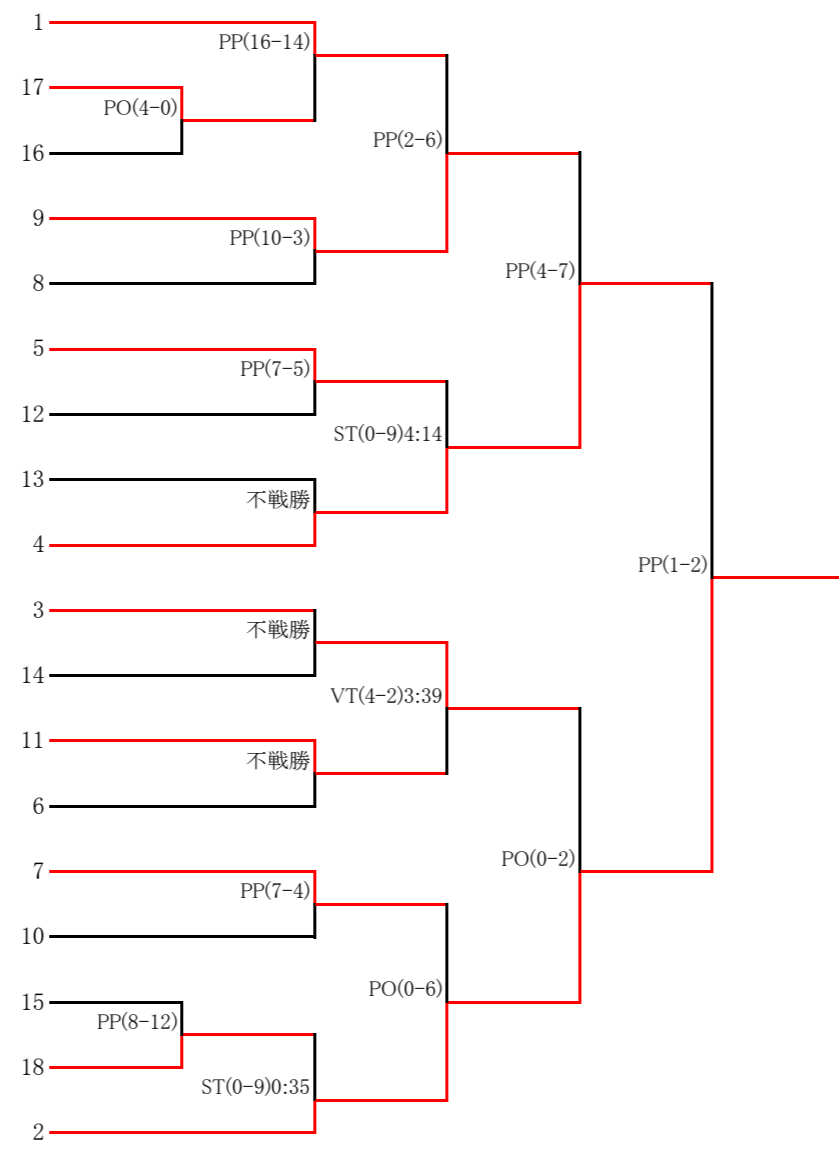 1
PP(16-14)
17
PO(4-0)
16
PP(2-6)
9
PP(10-3)
8
PP(4-7)
5
PP(7-5)
12
ST(0-9)4:14
13
不戦勝
4
PP(1-2)
3
不戦勝
14
VT(4-2)3:39
11
不戦勝
6
PO(0-2)
7
PP(7-4)
10
PO(0-6)
15
PP(8-12)
18
ST(0-9)0:35
2